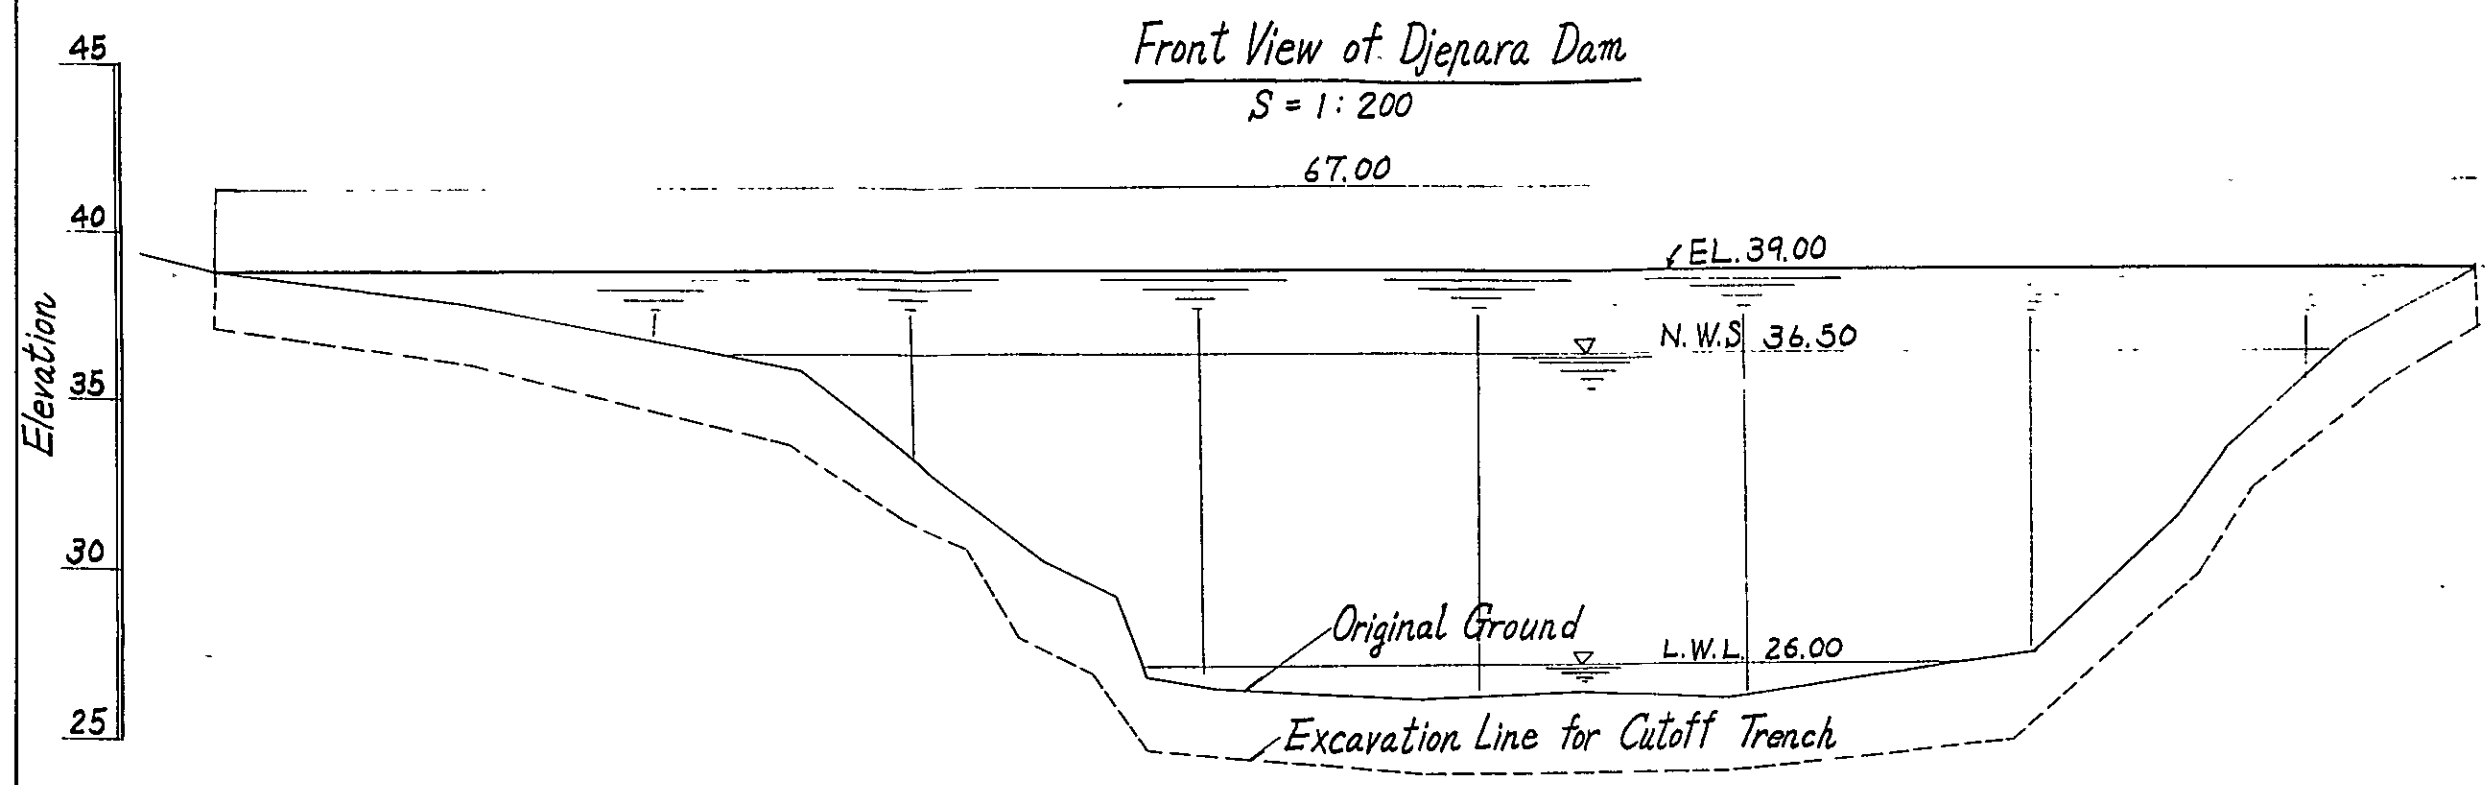 Front View of Djepara Dam
S = 1 : 200
67.00
45
40
35
30
25
Elevation
EL. 39.00
N. W. S. 36.50
Original Ground
L. W. L. 26.00
Excavation Line for Cutoff Trench